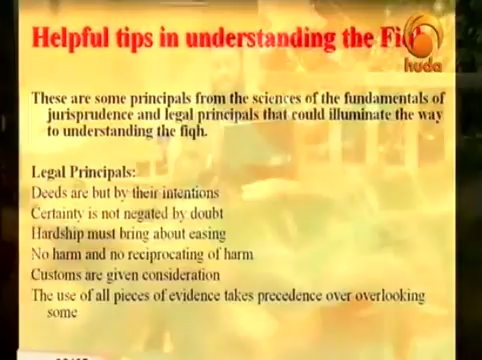 Helpful tips in understanding the
huda
These are some principals from the sciences of the fundamentals of
jurisprudence and legal principals that could illuminate the way
to understanding the fiqh.
Legal Principals:
Deeds are but by their intentions
Certainty is not negated by doubt
Hardship must bring about easing
No harm and no reciprocating of harm
Customs are given consideration
The use of all pieces of evidence takes precedence over overlooking
some